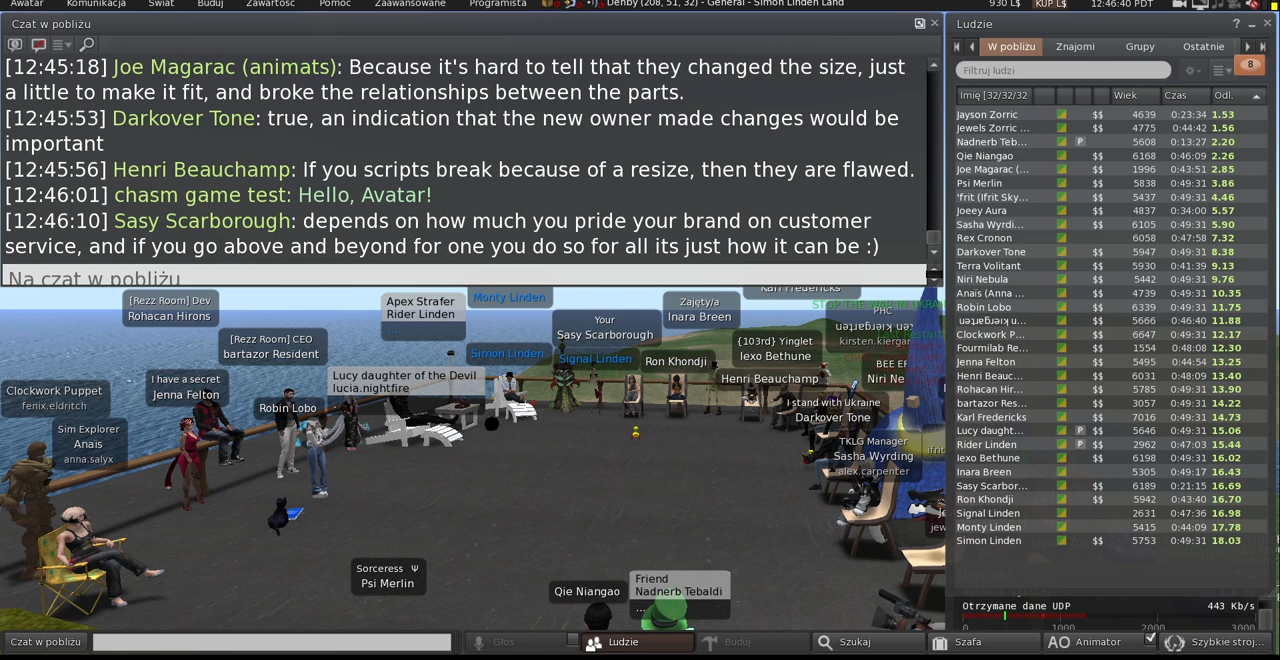 Awatar Komunikacja Świat Buduj Zawartość Pomoc Zaawansowane Programista Denby (208, 51, 32) - General - Simon Linden Land 930 L$ KUP L$ 12:46:40 PDT
Czat w pobliżu
[12:45:18] Joe Magarac (animats): Because it's hard to tell that they changed the size, just
a little to make it fit, and broke the relationships between the parts.
[12:45:53] Darkover Tone: true, an indication that the new owner made changes would be
important
[12:45:56] Henri Beauchamp: If you scripts break because of a resize, then they are flawed.
[12:46:01] chasm game test: Hello, Avatar!
[12:46:10] Sasy Scarborough: depends on how much you pride your brand on customer
service, and if you go above and beyond for one you do so for all its just how it can be :)
Na czat w pobliżu
[Rezz Room] Dev
Rohacan Hirons
[Rezz Room] CEO
bartazor Resident
Apex Strafer
Rider Linden
Monty Linden
Simon Linden
Your
Sasy Scarborough
Signal Linden
Zajęty/a
Inara Breen
Karl Fredericks
STOP THE WAR IN UKRAI
PHC
kirsten.kiergar
Last Restart
{103rd} Yinglet
Iexo Bethune
Ron Khondji
Henri Beauchamp
BEE EF
Niri Ne
I stand with Ukraine
Darkover Tone
TKLG Manager
Sasha Wyrding
alex.carpenter
ifrit
jew
Lucy daughter of the Devil
lucia.nightfire
Clockwork Puppet
fenix.eldritch
I have a secret
Jenna Felton
Robin Lobo
Sim Explorer
Anaïs
anna.salyx
Sorceress Ψ
Psi Merlin
Qie Niangao
Friend
Nadnerb Tebaldi
...
Ludzie
W pobliżu Znajomi Grupy Ostatnie
Filtruj ludzi
8
Imię [32/32/32 Wiek Czas Odl.
Jayson Zorric $$ 4639 0:23:34 1.53
Jewels Zorric ... $$ 4775 0:44:42 1.56
Nadnerb Teb... P 5608 0:13:27 2.20
Qie Niangao $$ 6168 0:46:09 2.26
Joe Magarac (... $$ 1996 0:43:51 2.85
Psi Merlin $$ 5838 0:49:31 3.86
'frit (Ifrit Sky... $$ 5437 0:49:31 4.46
Joeey Aura $$ 4837 0:34:00 5.57
Sasha Wyrdi... $$ 6105 0:49:31 5.90
Rex Cronon 6058 0:47:58 7.32
Darkover Tone $$ 5947 0:49:31 8.38
Terra Volitant $$ 5930 0:41:39 9.13
Niri Nebula $$ 5442 0:49:31 9.76
Anaïs (Anna ... $$ 4739 0:49:31 10.35
Robin Lobo $$ 6339 0:49:31 11.75
$$ 5666 0:46:40 11.88
Clockwork P... $$ 6647 0:49:31 12.17
Fourmilab Re... $$ 1554 0:48:08 12.30
Jenna Felton $$ 5495 0:44:54 13.25
Henri Beauc... $$ 6031 0:48:09 13.40
Rohacan Hir... $$ 5785 0:49:31 13.90
bartazor Res... $$ 3057 0:49:31 14.22
Karl Fredericks $$ 7016 0:49:31 14.73
Lucy daught... P $$ 5646 0:49:31 15.06
Rider Linden P $$ 2962 0:47:03 15.44
Iexo Bethune $$ 6198 0:49:31 16.02
Inara Breen 5305 0:49:17 16.43
Sasy Scarbor... $$ 6189 0:21:15 16.69
Ron Khondji $$ 5942 0:43:40 16.70
Signal Linden 2631 0:47:36 16.98
Monty Linden 5415 0:44:09 17.78
Simon Linden $$ 5753 0:49:31 18.03
Otrzymane dane UDP 443 Kb/s
0 1000 2000 3000
Czat w pobliżu Głos Ludzie Buduj Szukaj Szafa AO Animator Szybkie stroj...